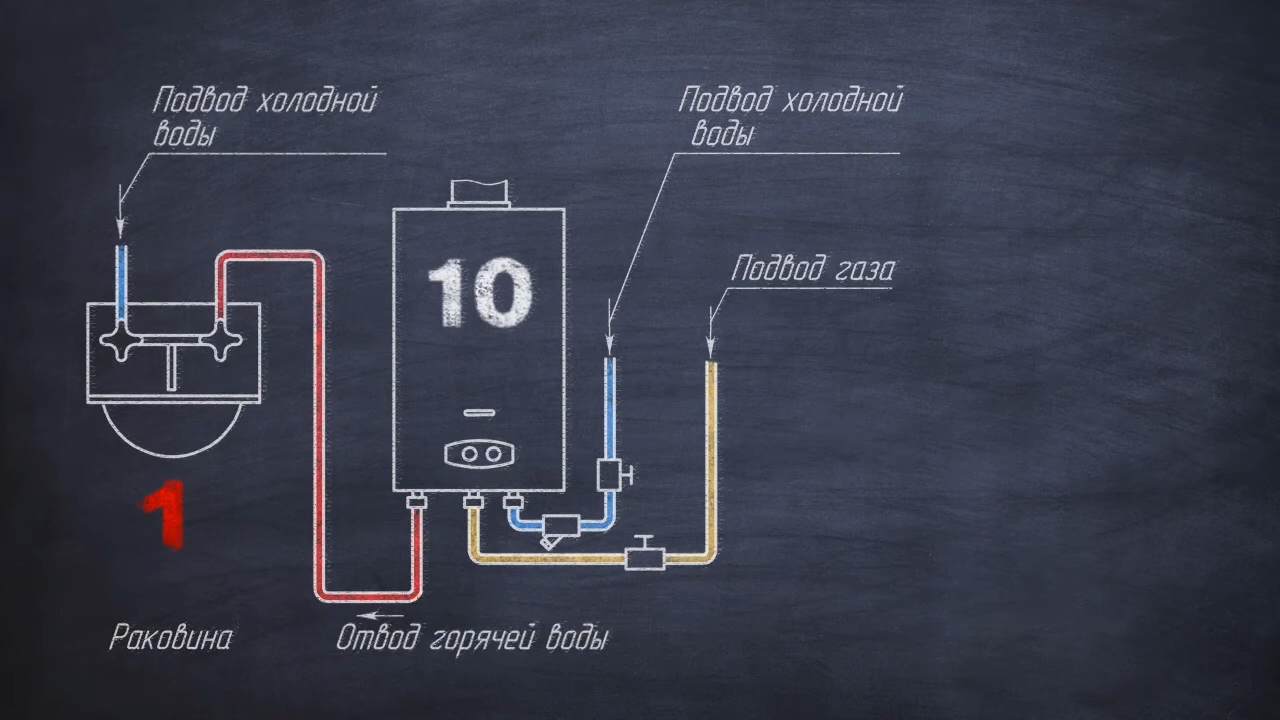 Подвод холодной
воды
Подвод холодной
воды
Подвод газа
10
1
Раковина
Отвод горячей воды